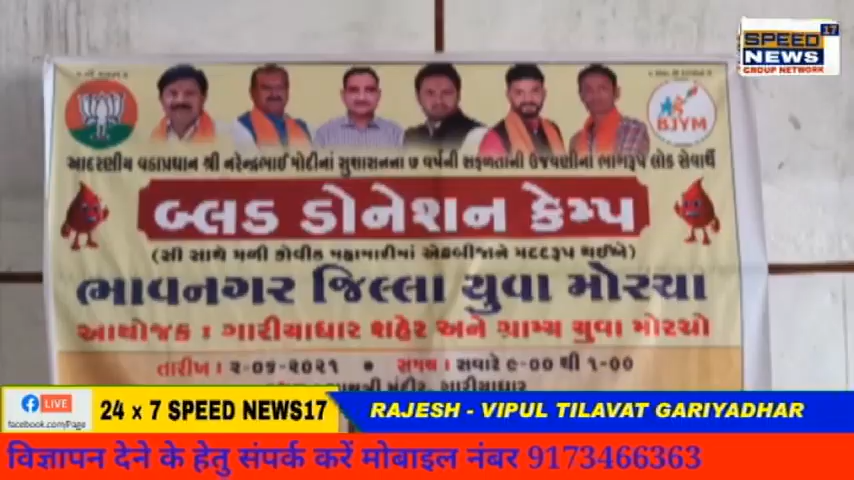 SPEED 17
NEWS
GROUP NETWORK
BJYM
આદરણીય વડાપ્રધાન શ્રી નરેન્દ્રભાઈ મોદીનાં સુશાસનના ૭ વર્ષની સફળતાની ઉજવણીનાં ભાગરૂપ લોક સેવાર્થે
બ્લડ ડોનેશન કેમ્પ
(સૌ સાથે મળી કોવીડ મહામારીમાં એકબીજાને મદદરૂપ થઈએ)
ભાવનગર જિલ્લા યુવા મોરચા
આયોજક : ગારીયાધાર શહેર અને ગ્રામ્ય યુવા મોરચો
તારીખ : ૨-૦૬-૨૦૨૧ • સમય : સવારે ૯-૦૦ થી ૧-૦૦
મંદીર, ગારીયાધાર
LIVE
facebook.com/Page
24 x 7 SPEED NEWS17
RAJESH - VIPUL TILAVAT GARIYADHAR
विज्ञापन देने के हेतु संपर्क करें मोबाइल नंबर 9173466363